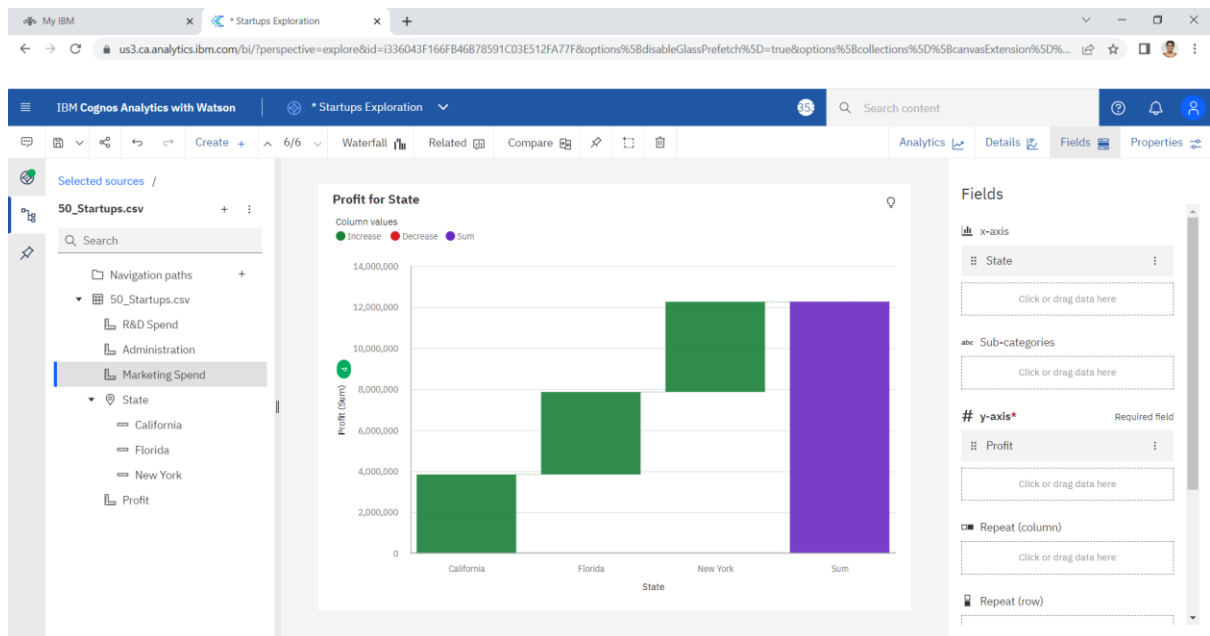 My IBM
* Startups Exploration
us3.ca.analytics.ibm.com/bi/?perspective=explore&id=i336043F166FB46B78591C03E512FA77F&options%5BdisableGlassPrefetch%5D=true&options%5Bcollections%5D%5BcanvasExtension%5D%...
IBM Cognos Analytics with Watson
* Startups Exploration
Search content
Create +
6/6
Waterfall
Related
Compare
Analytics
Details
Fields
Properties
Selected sources /
50_Startups.csv
Search
Navigation paths
50_Startups.csv
R&D Spend
Administration
Marketing Spend
State
California
Florida
New York
Profit
Profit for State
Column values
Increase
Decrease
Sum
14,000,000
12,000,000
10,000,000
8,000,000
6,000,000
4,000,000
2,000,000
0
Profit (Sum)
California
Florida
New York
Sum
State
Fields
x-axis
State
Click or drag data here
abc Sub-categories
Click or drag data here
# y-axis*
Required field
Profit
Click or drag data here
Repeat (column)
Click or drag data here
Repeat (row)